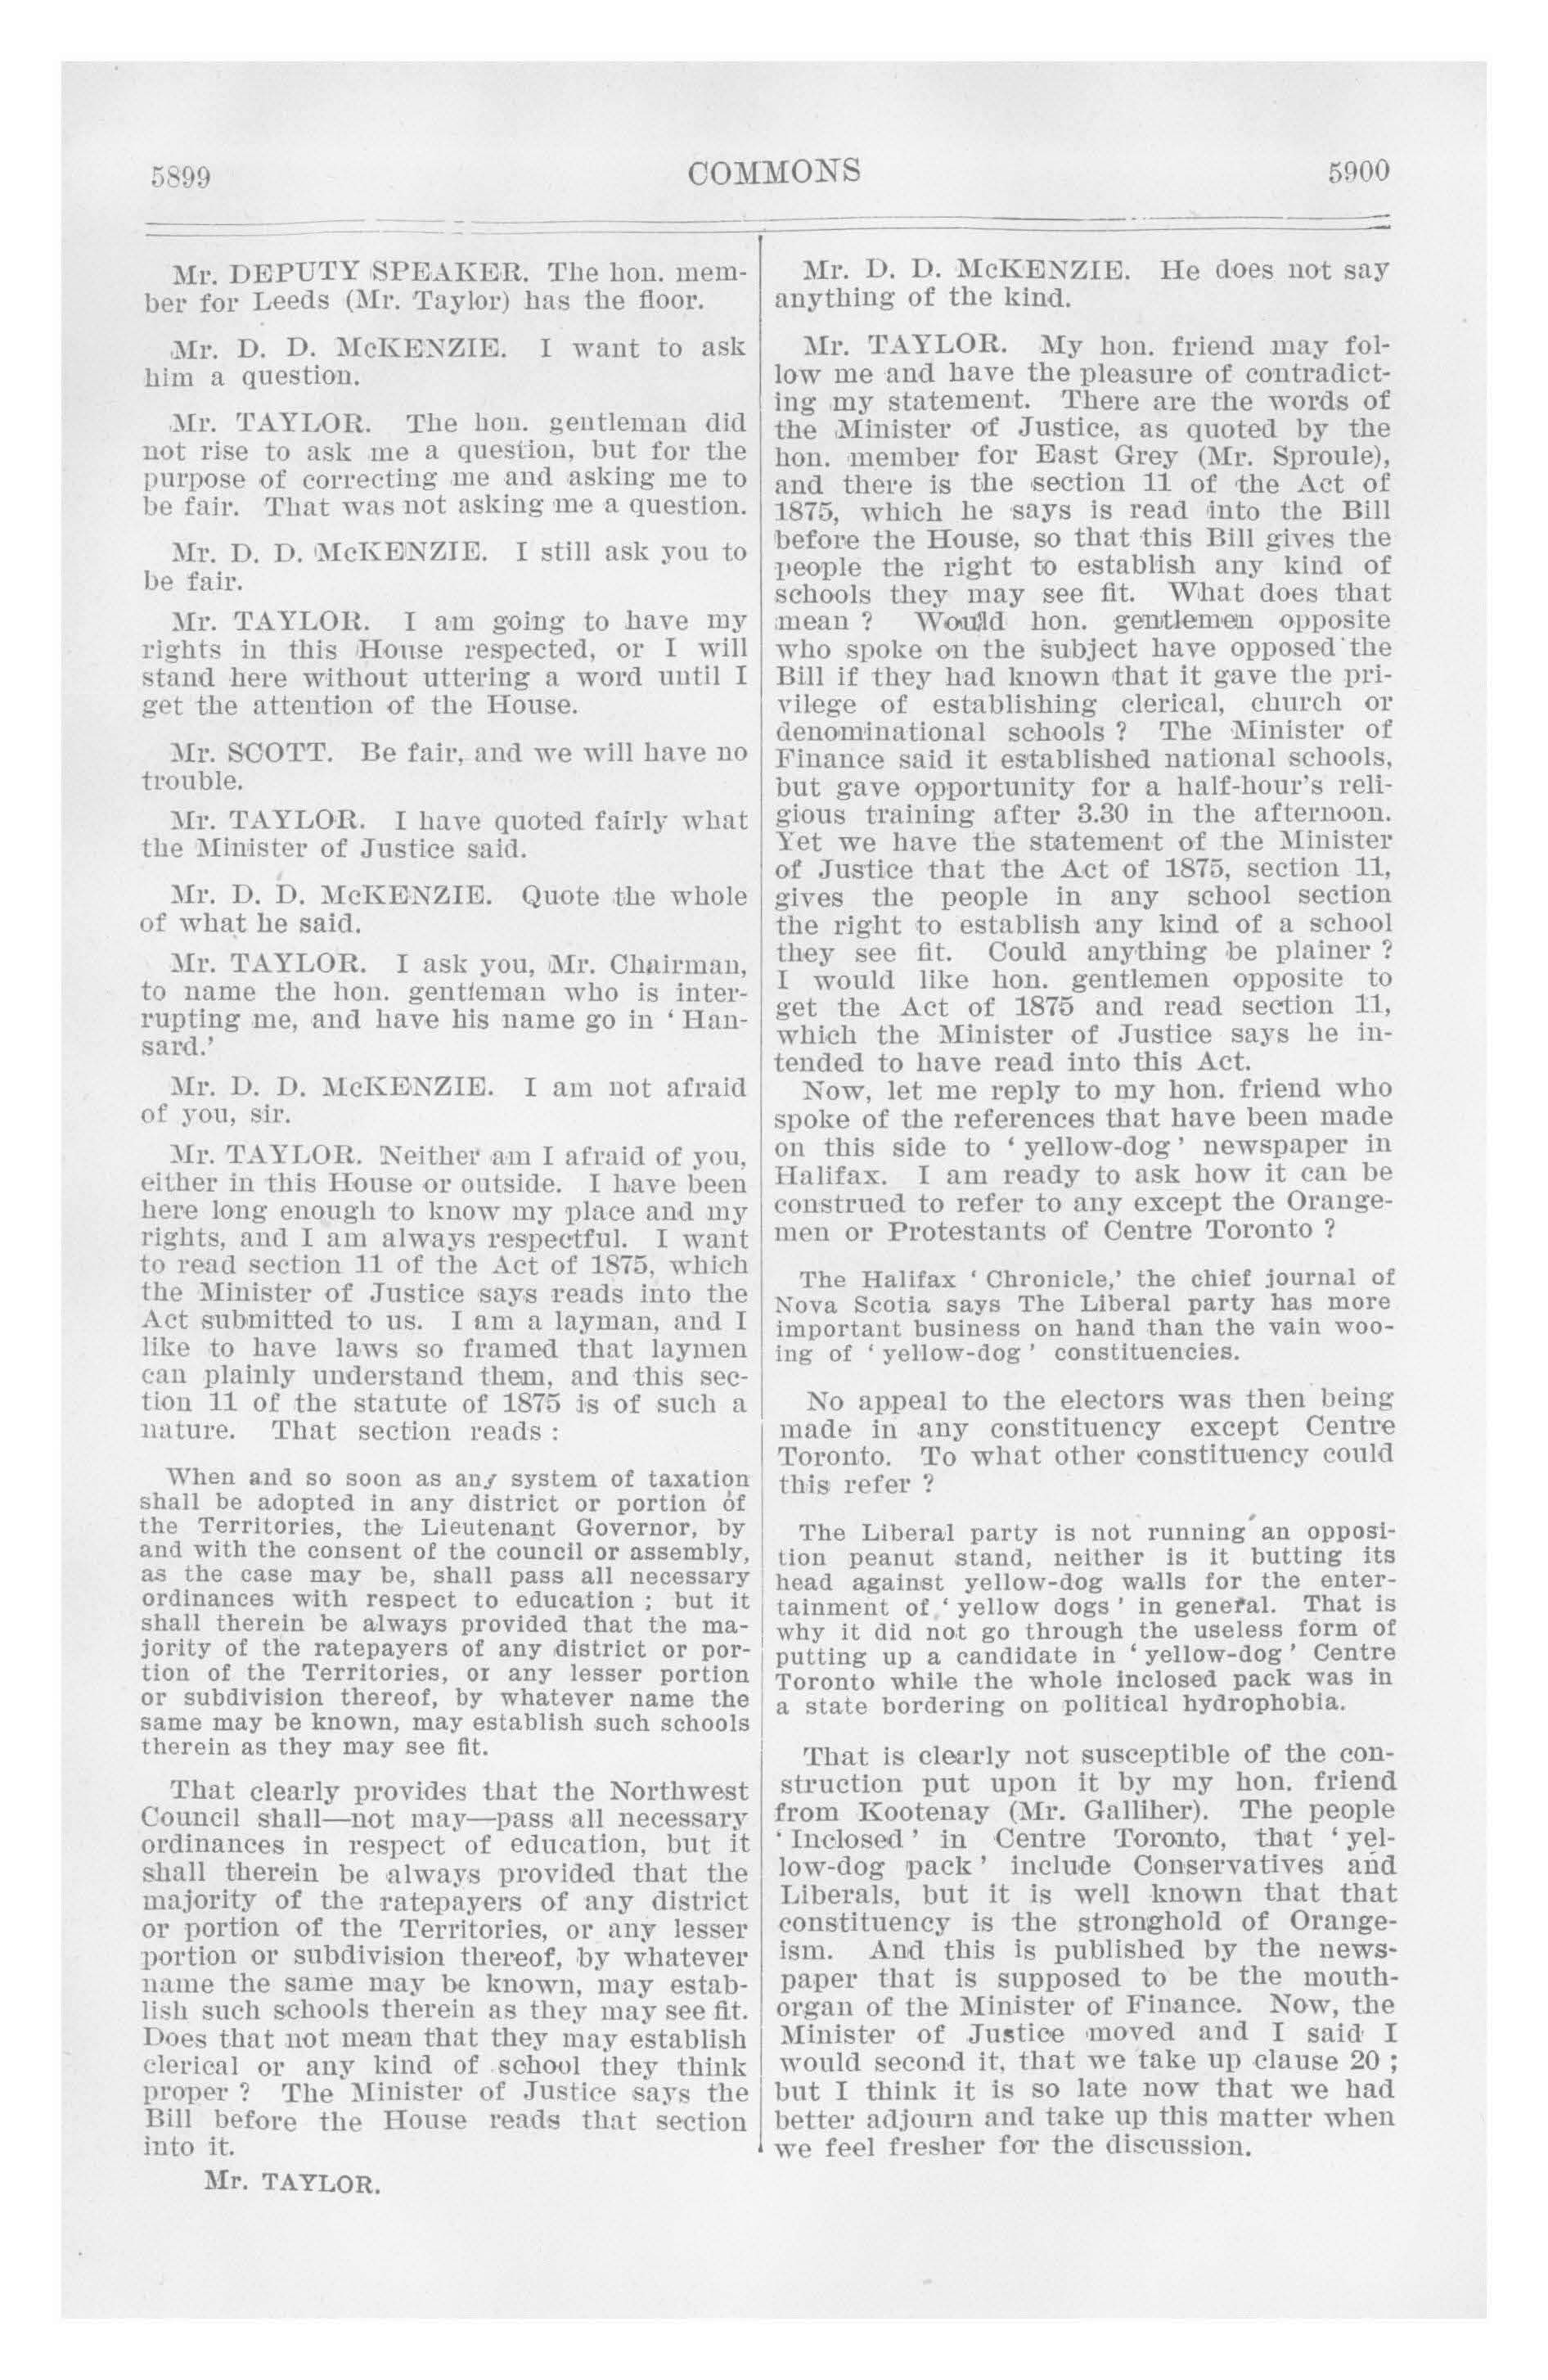 5899
COMMONS
5900
Mr. DEPUTY SPEAKER. The hon. mem-
ber for Leeds (Mr. Taylor) has the floor.
Mr. D. D. McKENZIE. I want to ask
him a question.
Mr. TAYLOR. The hon. gentleman did
not rise to ask me a question, but for the
purpose of correcting me and asking me to
be fair. That was not asking me a question.
Mr. D. D. McKENZIE. I still ask you to
be fair.
Mr. TAYLOR. I am going to have my
rights in this House respected, or I will
stand here without uttering a word until I
get the attention of the House.
Mr. SCOTT. Be fair, and we will have no
trouble.
Mr. TAYLOR. I have quoted fairly what
the Minister of Justice said.
Mr. D. D. McKENZIE. Quote the whole
of what he said.
Mr. TAYLOR. I ask you, Mr. Chairman,
to name the hon. gentleman who is inter-
rupting me, and have his name go in ‘ Han-
sard.’
Mr. D. D. McKENZIE. I am not afraid
of you, sir.
Mr. TAYLOR. Neither am I afraid of you,
either in this House or outside. I have been
here long enough to know my place and my
rights, and I am always respectful. I want
to read section 11 of the Act of 1875, which
the Minister of Justice says reads into the
Act submitted to us. I am a layman, and I
like to have laws so framed that laymen
can plainly understand them, and this sec-
tion 11 of the statute of 1875 is of such a
nature. That section reads :
When and so soon as any system of taxation
shall be adopted in any district or portion of
the Territories, the Lieutenant Governor, by
and with the consent of the council or assembly,
as the case may be, shall pass all necessary
ordinances with respect to education ; but it
shall therein be always provided that the ma-
jority of the ratepayers of any district or por-
tion of the Territories, or any lesser portion
or subdivision thereof, by whatever name the
same may be known, may establish such schools
therein as they may see fit.
That clearly provides that the Northwest
Council shall—not may—pass all necessary
ordinances in respect of education, but it
shall therein be always provided that the
majority of the ratepayers of any district
or portion of the Territories, or any lesser
portion or subdivision thereof, by whatever
name the same may be known, may estab-
lish such schools therein as they may see fit.
Does that not mean that they may establish
clerical or any kind of school they think
proper ? The Minister of Justice says the
Bill before the House reads that section
into it.
Mr. TAYLOR.
Mr. D. D. McKENZIE. He does not say
anything of the kind.
Mr. TAYLOR. My hon. friend may fol-
low me and have the pleasure of contradict-
ing my statement. There are the words of
the Minister of Justice, as quoted by the
hon. member for East Grey (Mr. Sproule),
and there is the section 11 of the Act of
1875, which he says is read into the Bill
before the House, so that this Bill gives the
people the right to establish any kind of
schools they may see fit. What does that
mean ? Would hon. gentlemen opposite
who spoke on the subject have opposed the
Bill if they had known that it gave the pri-
vilege of establishing clerical, church or
denominational schools ? The Minister of
Finance said it established national schools,
but gave opportunity for a half-hour's reli-
gious training after 3.30 in the afternoon.
Yet we have the statement of the Minister
of Justice that the Act of 1875, section 11,
gives the people in any school section
the right to establish any kind of a school
they see fit. Could anything be plainer ?
I would like hon. gentlemen opposite to
get the Act of 1875 and read section 11,
which the Minister of Justice says he in-
tended to have read into this Act.
Now, let me reply to my hon. friend who
spoke of the references that have been made
on this side to ‘ yellow-dog ’ newspaper in
Halifax. I am ready to ask how it can be
construed to refer to any except the Orange-
men or Protestants of Centre Toronto ?
The Halifax ‘ Chronicle,’ the chief journal of
Nova Scotia says The Liberal party has more
important business on hand than the vain woo-
ing of ‘ yellow-dog ’ constituencies.
No appeal to the electors was then being
made in any constituency except Centre
Toronto. To what other constituency could
this refer ?
The Liberal party is not running an opposi-
tion peanut stand, neither is it butting its
head against yellow-dog walls for the enter-
tainment of ‘ yellow dogs ’ in general. That is
why it did not go through the useless form of
putting up a candidate in ‘ yellow-dog ’ Centre
Toronto while the whole inclosed pack was in
a state bordering on political hydrophobia.
That is clearly not susceptible of the con-
struction put upon it by my hon. friend
from Kootenay (Mr. Galliher). The people
‘ Inclosed ’ in Centre Toronto, that ‘ yel-
low-dog pack ’ include Conservatives and
Liberals, but it is well known that that
constituency is the stronghold of Orange-
ism. And this is published by the news-
paper that is supposed to be the mouth-
organ of the Minister of Finance. Now, the
Minister of Justice moved and I said I
would second it, that we take up clause 20 ;
but I think it is so late now that we had
better adjourn and take up this matter when
we feel fresher for the discussion.